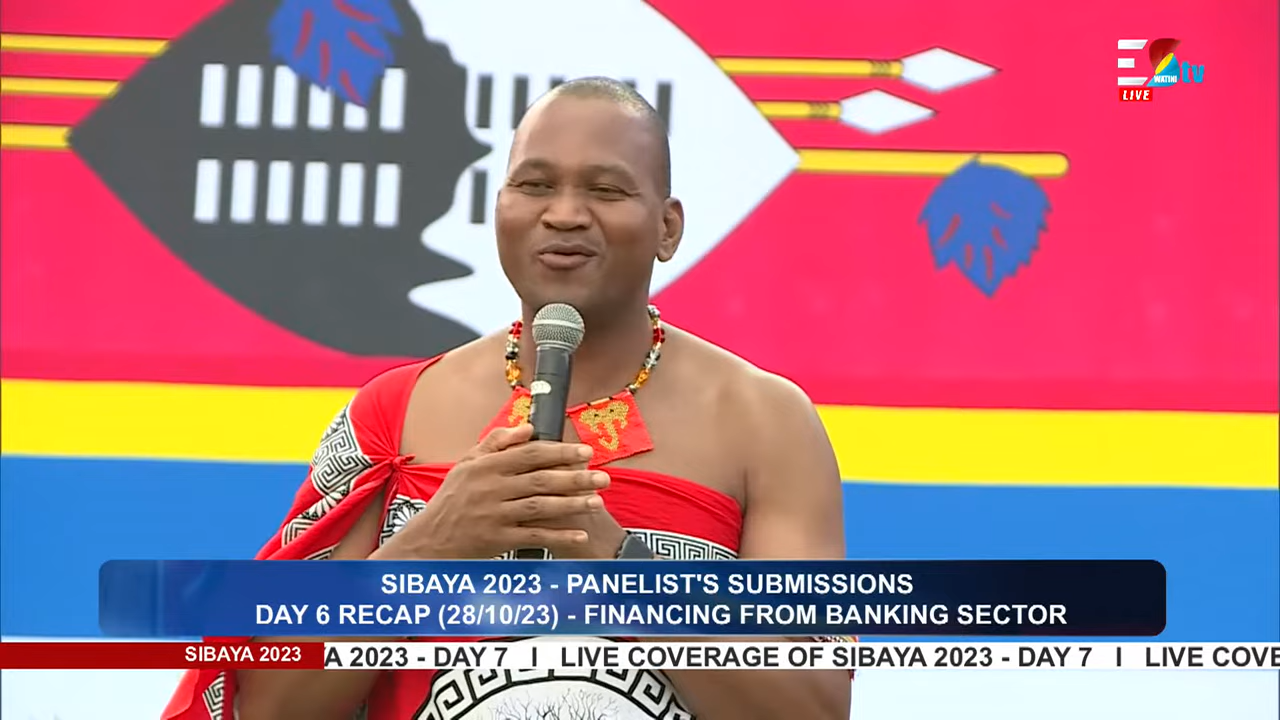 E
WATINI
tv
LIVE
SIBAYA 2023 - PANELIST'S SUBMISSIONS
DAY 6 RECAP (28/10/23) - FINANCING FROM BANKING SECTOR
SIBAYA 2023
A 2023 - DAY 7 I LIVE COVERAGE OF SIBAYA 2023 - DAY 7 I LIVE COVE